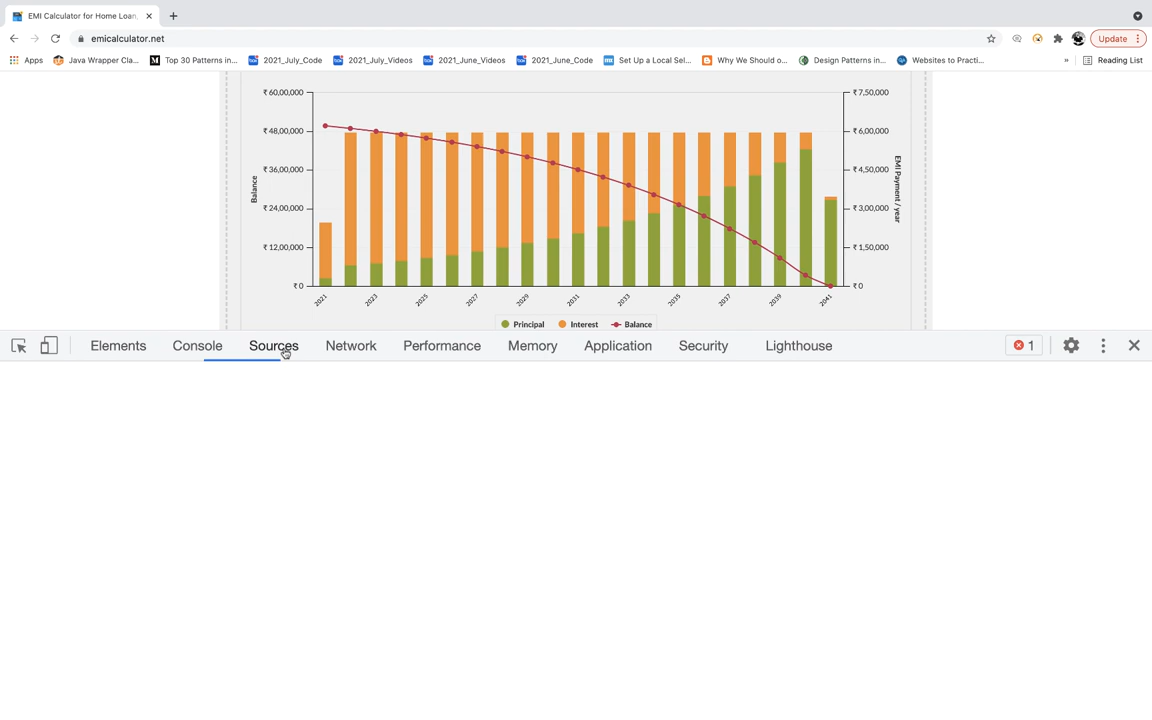 EMI Calculator for Home Loan,
emicalculator.net
Update
Apps
Java Wrapper Cla...
Top 30 Patterns in...
2021_July_Code
2021_July_Videos
2021_June_Videos
2021_June_Code
Set Up a Local Sel...
Why We Should o...
Design Patterns in...
Websites to Practi...
»
Reading List
₹ 60,00,000
₹ 48,00,000
₹ 36,00,000
₹ 24,00,000
₹ 12,00,000
₹ 0
Balance
₹ 7,50,000
₹ 6,00,000
₹ 4,50,000
₹ 3,00,000
₹ 1,50,000
₹ 0
EMI Payment / year
2021
2023
2025
2027
2029
2031
2033
2035
2037
2039
2041
Principal
Interest
Balance
Elements
Console
Sources
Network
Performance
Memory
Application
Security
Lighthouse
1